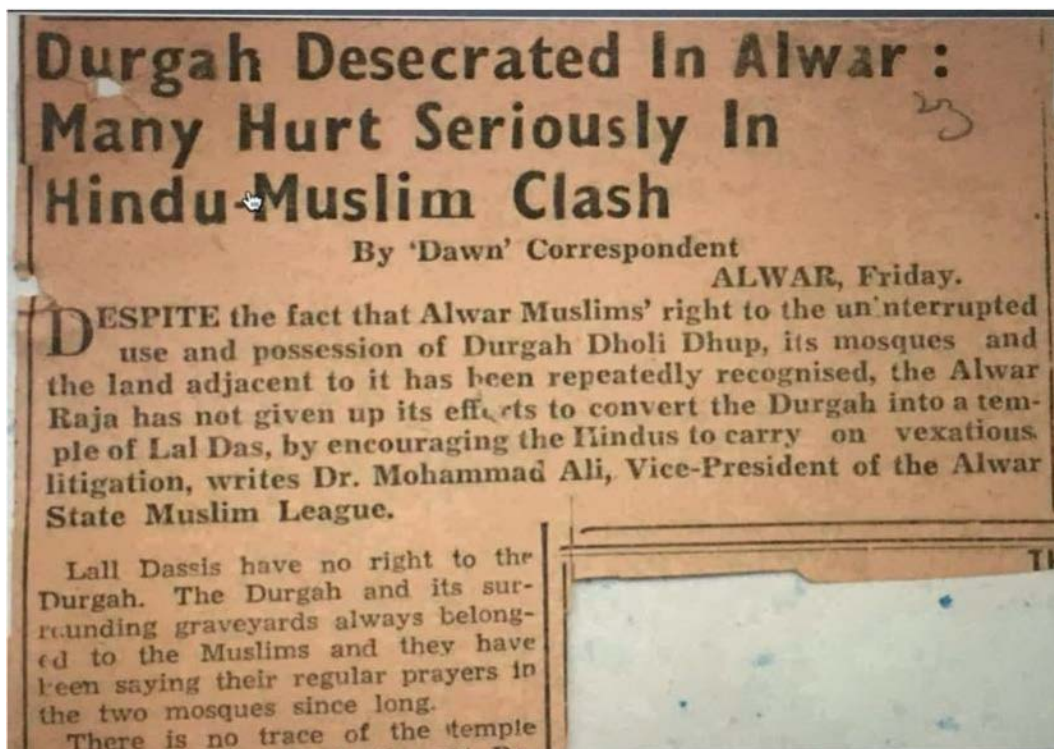 Durgah Desecrated In Alwar :
Many Hurt Seriously In
Hindu-Muslim Clash
23
By 'Dawn' Correspondent
ALWAR, Friday.
DESPITE the fact that Alwar Muslims' right to the uninterrupted
use and possession of Durgah Dholi Dhup, its mosques and
the land adjacent to it has been repeatedly recognised, the Alwar
Raja has not given up its efforts to convert the Durgah into a tem-
ple of Lal Das, by encouraging the Hindus to carry on vexatious
litigation, writes Dr. Mohammad Ali, Vice-President of the Alwar
State Muslim League.
Lall Dassis have no right to the
Durgah. The Durgah and its sur-
rounding graveyards always belong-
ed to the Muslims and they have
been saying their regular prayers in
the two mosques since long.
There is no trace of the temple